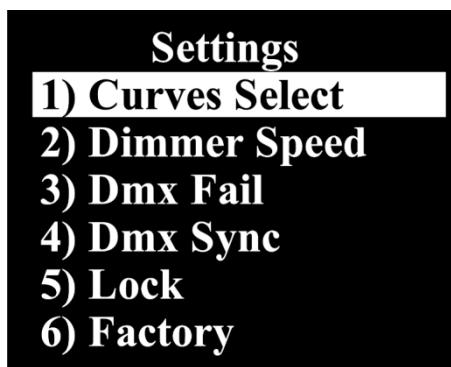 Settings
1) Curves Select
2) Dimmer Speed
3) Dmx Fail
4) Dmx Sync
5) Lock
6) Factory